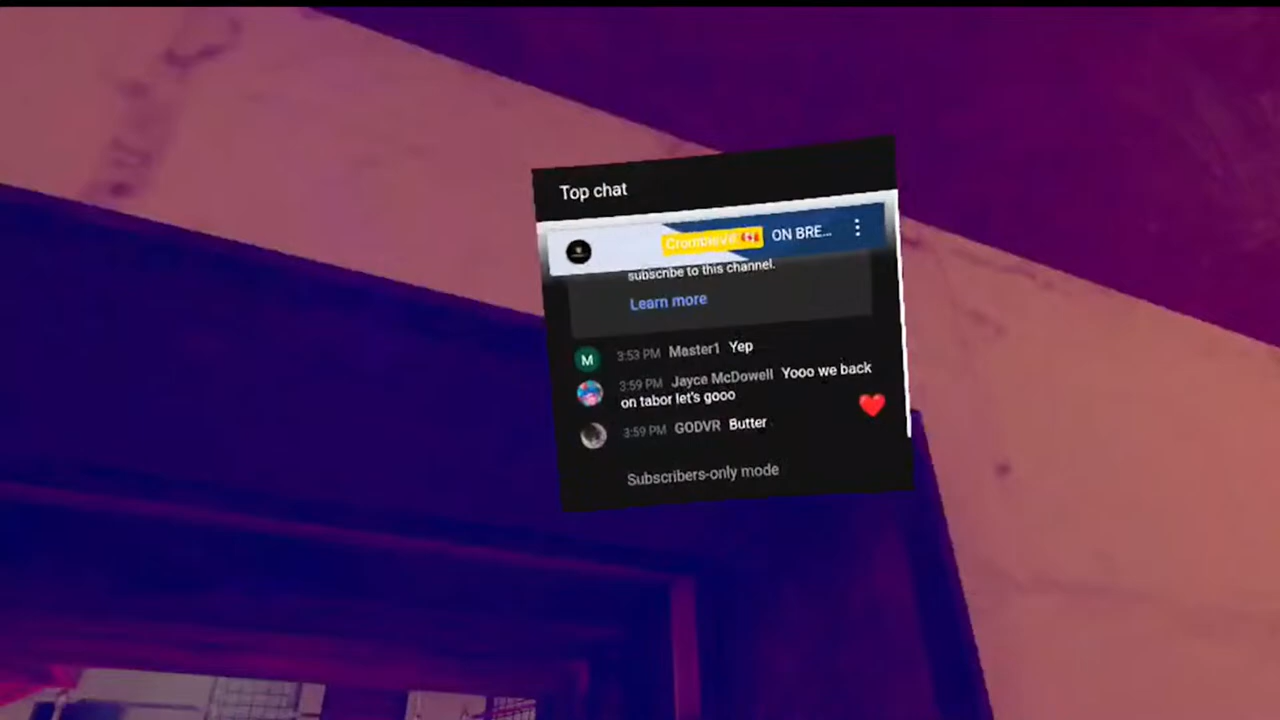 Top chat
ON BRE...
subscribe to this channel.
Learn more
M 3:53 PM Master1 Yep
3:59 PM Jayce McDowell Yooo we back
on tabor let's gooo
3:59 PM GODVR Butter
Subscribers-only mode